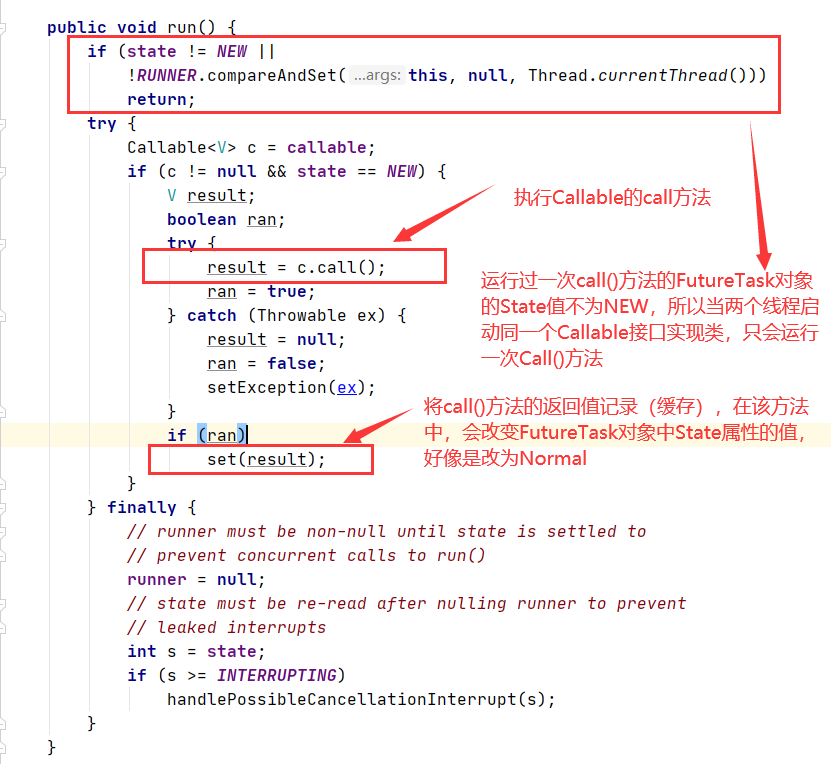 public void run() {
if (state != NEW ||
!RUNNER.compareAndSet( ...args: this, null, Thread.currentThread()))
return;
try {
Callable<V> c = callable;
if (c != null && state == NEW) {
V result;
boolean ran;
try {
result = c.call();
ran = true;
} catch (Throwable ex) {
result = null;
ran = false;
setException(ex);
}
if (ran)
set(result);
}
} finally {
// runner must be non-null until state is settled to
// prevent concurrent calls to run()
runner = null;
// state must be re-read after nulling runner to prevent
// leaked interrupts
int s = state;
if (s >= INTERRUPTING)
handlePossibleCancellationInterrupt(s);
}
}
执行Callable的call方法
运行过一次call()方法的FutureTask对象
的State值不为NEW，所以当两个线程启
动同一个Callable接口实现类，只会运行
一次Call()方法
将call()方法的返回值记录（缓存），在该方法
中，会改变FutureTask对象中State属性的值，
好像是改为Normal